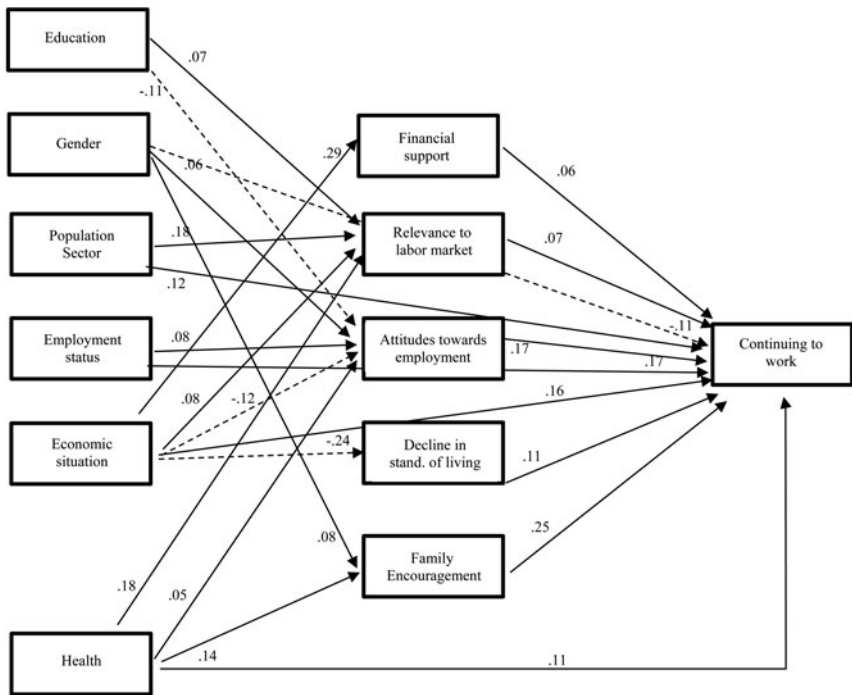 Education
.07
-.11
Gender
Financial
support
.29
.06
.06
Population
Sector
.18
Relevance to
labor market
.07
.12
-.11
Employment
status
.08
Attitudes towards
employment
.17
.17
Continuing to
work
.08
-.12
.16
Economic
situation
-.24
Decline in
stand. of living
.11
.08
.25
Family
Encouragement
.18
.05
Health
.14
.11